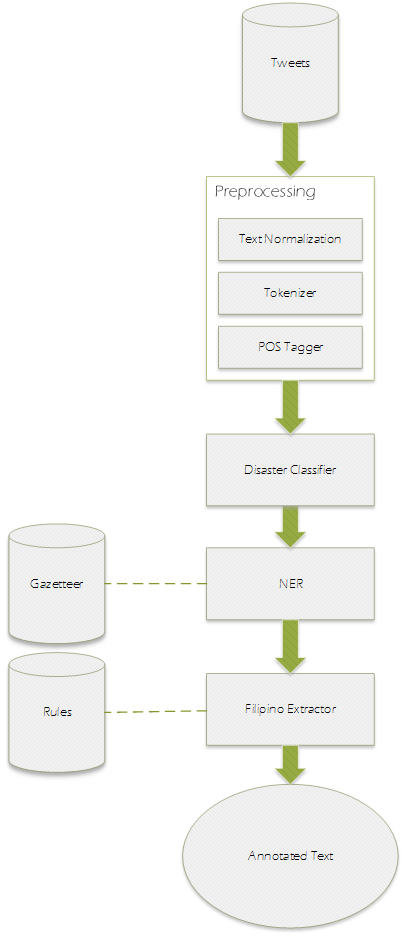 Tweets
Preprocessing
Text Normalization
Tokenizer
POS Tagger
Disaster Classifier
Gazetteer
NER
Rules
Filipino Extractor
Annotated Text